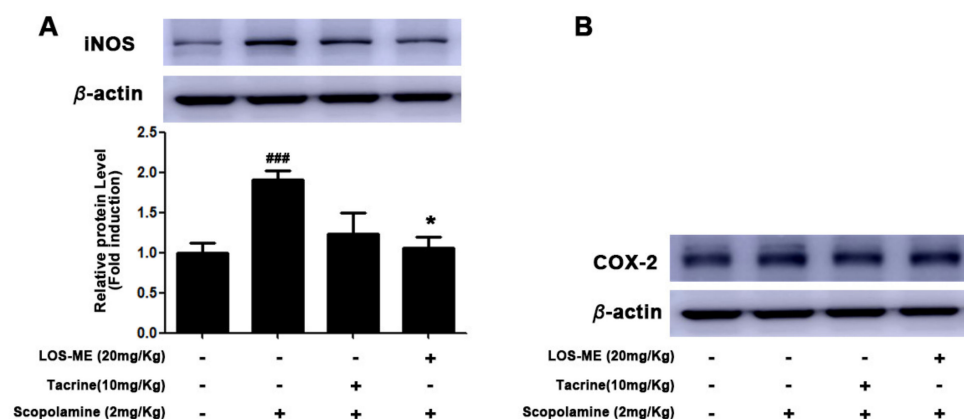 A
iNOS
β-actin
Relative protein Level
(Fold induction)
2.5
2.0
1.5
1.0
0.5
0.0
###
*
LOS-ME (20mg/Kg) - - - +
Tacrine(10mg/Kg) - - + -
Scopolamine (2mg/Kg) - + + +
B
COX-2
β-actin
LOS-ME (20mg/Kg) - - - +
Tacrine(10mg/Kg) - - + -
Scopolamine (2mg/Kg) - + + +